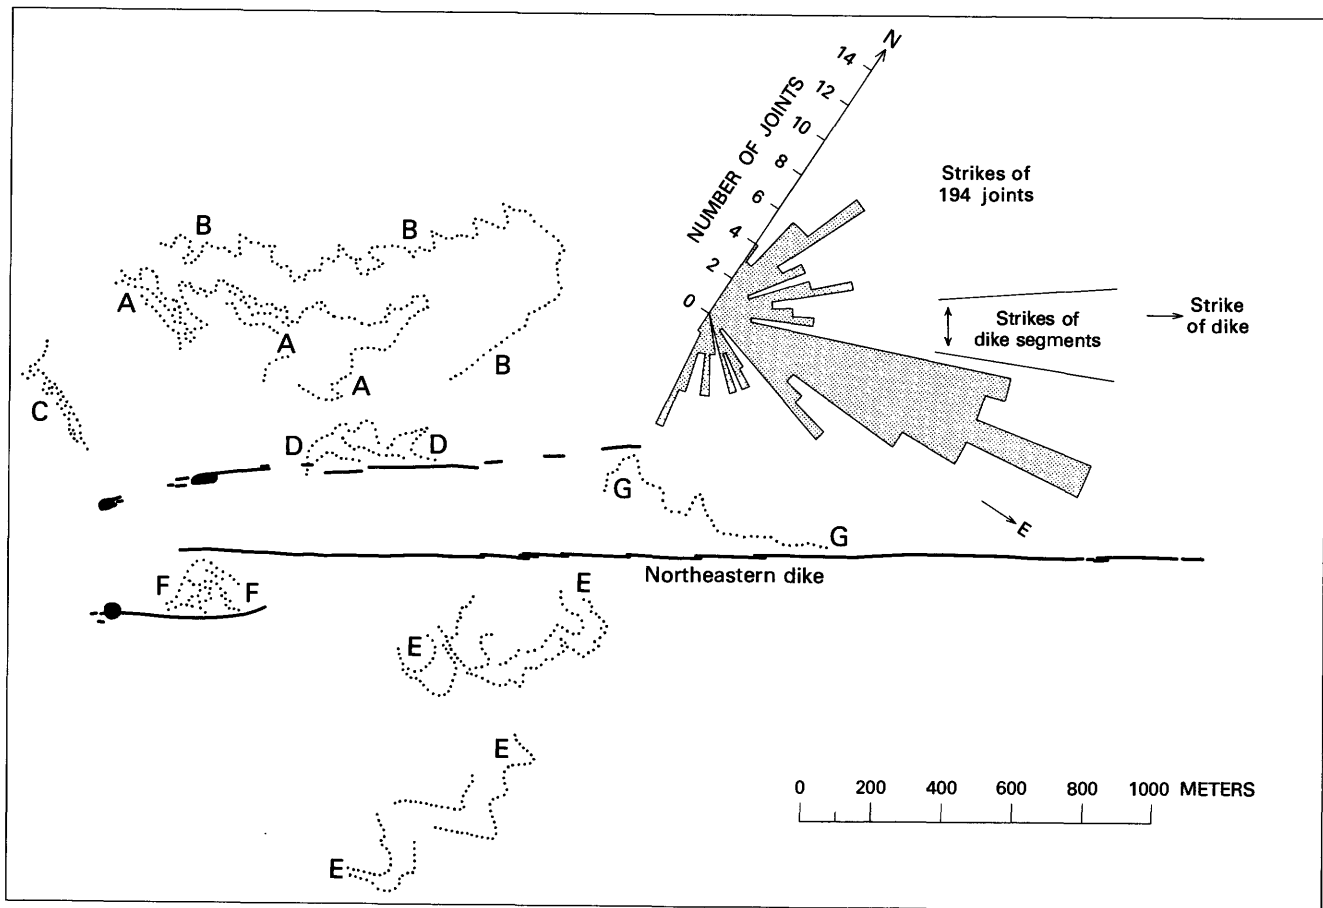 N
14
12
10
8
6
4
2
0
NUMBER OF JOINTS
Strikes of
194 joints
Strikes of
dike segments
Strike
of dike
E
B
B
A
A
A
B
C
D
D
G
G
Northeastern dike
F
F
E
E
E
E
0 200 400 600 800 1000 METERS